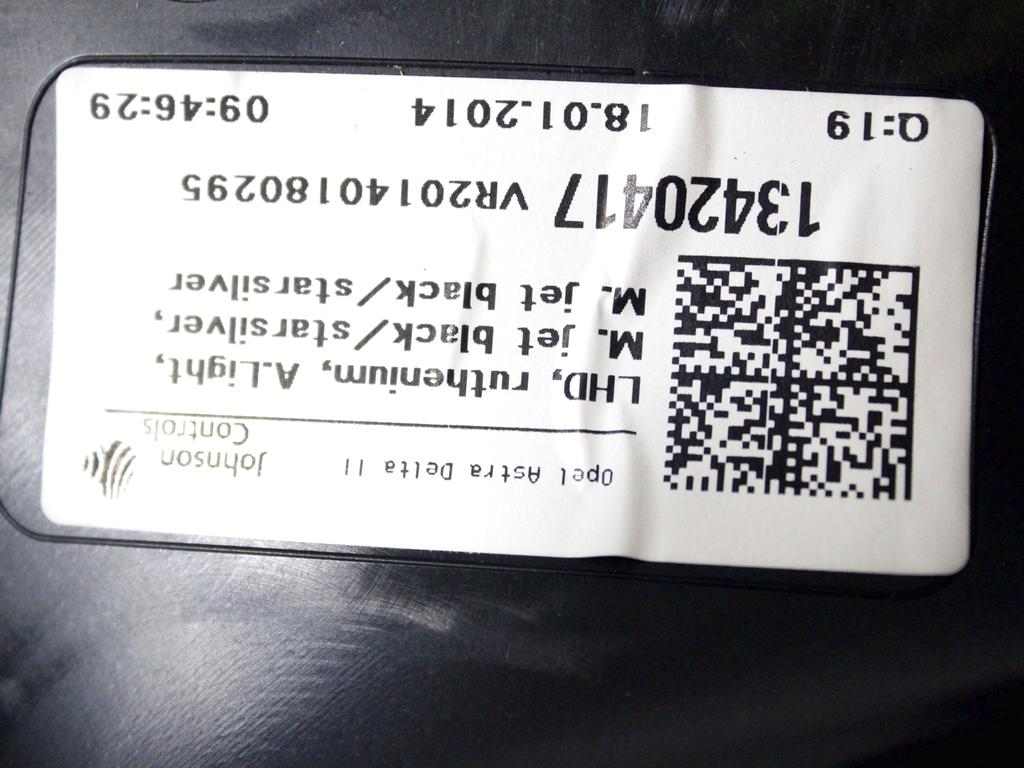 Opel Astra Delta II
Johnson
Controls
LHD, ruthenium, A.Light,
M. jet black/starsilver,
M. jet black/starsilver
13420417 VR20140180295
Q:19 18.01.2014 09:46:29